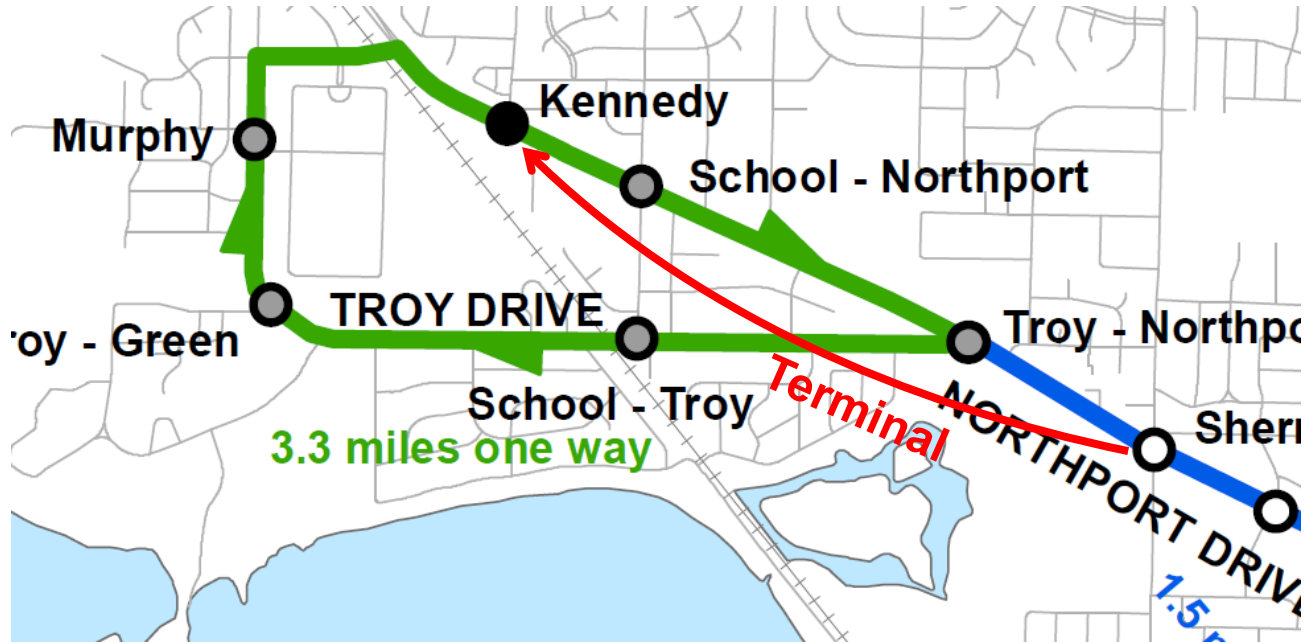 Kennedy
Murphy
School - Northport
TROY DRIVE
Troy - Northpo
roy - Green
School - Troy
Terminal
3.3 miles one way
Sherr
NORTHPORT DRIVE
1.5